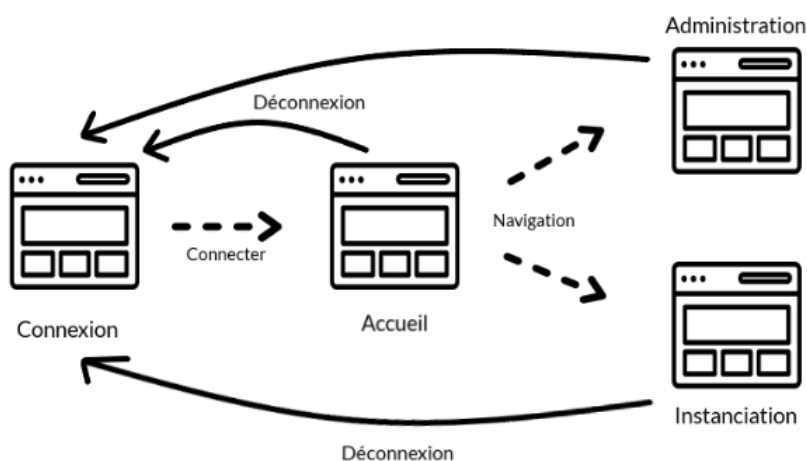 Administration
Déconnexion
Navigation
Connecter
Connexion
Accueil
Instanciation
Déconnexion